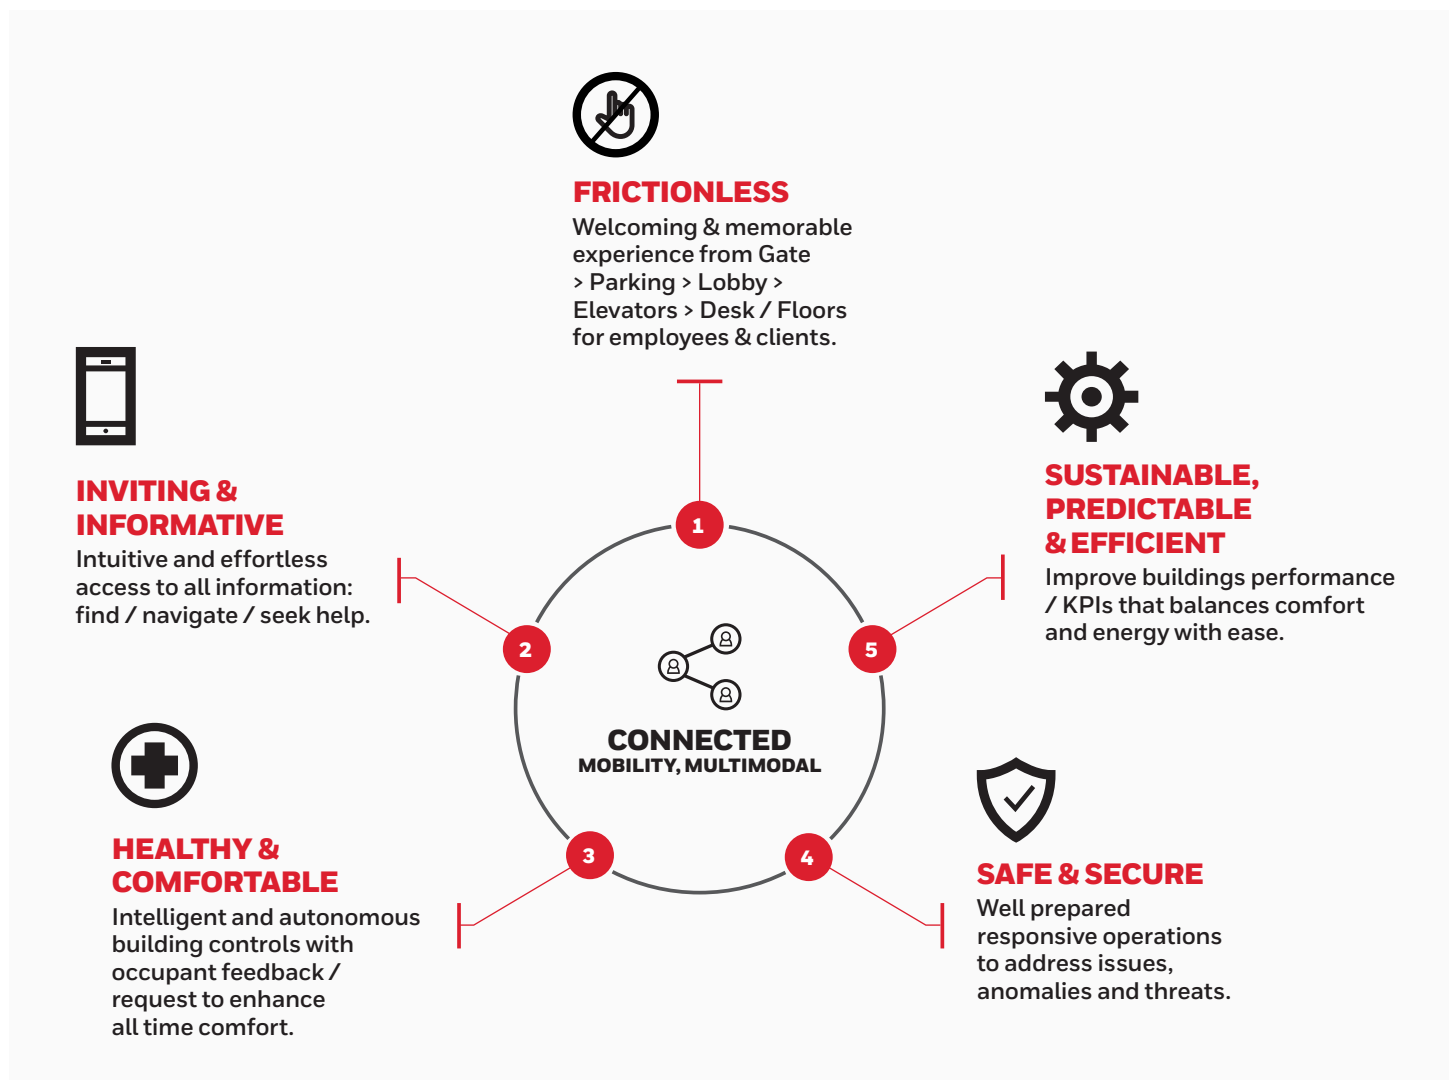 FRICTIONLESS
Welcoming & memorable
experience from Gate
> Parking > Lobby >
Elevators > Desk / Floors
for employees & clients.
1
INVITING &
INFORMATIVE
Intuitive and effortless
access to all information:
find / navigate / seek help.
2
HEALTHY &
COMFORTABLE
Intelligent and autonomous
building controls with
occupant feedback /
request to enhance
all time comfort.
3
SAFE & SECURE
Well prepared
responsive operations
to address issues,
anomalies and threats.
4
SUSTAINABLE,
PREDICTABLE
& EFFICIENT
Improve buildings performance
/ KPIs that balances comfort
and energy with ease.
5
CONNECTED
MOBILITY, MULTIMODAL